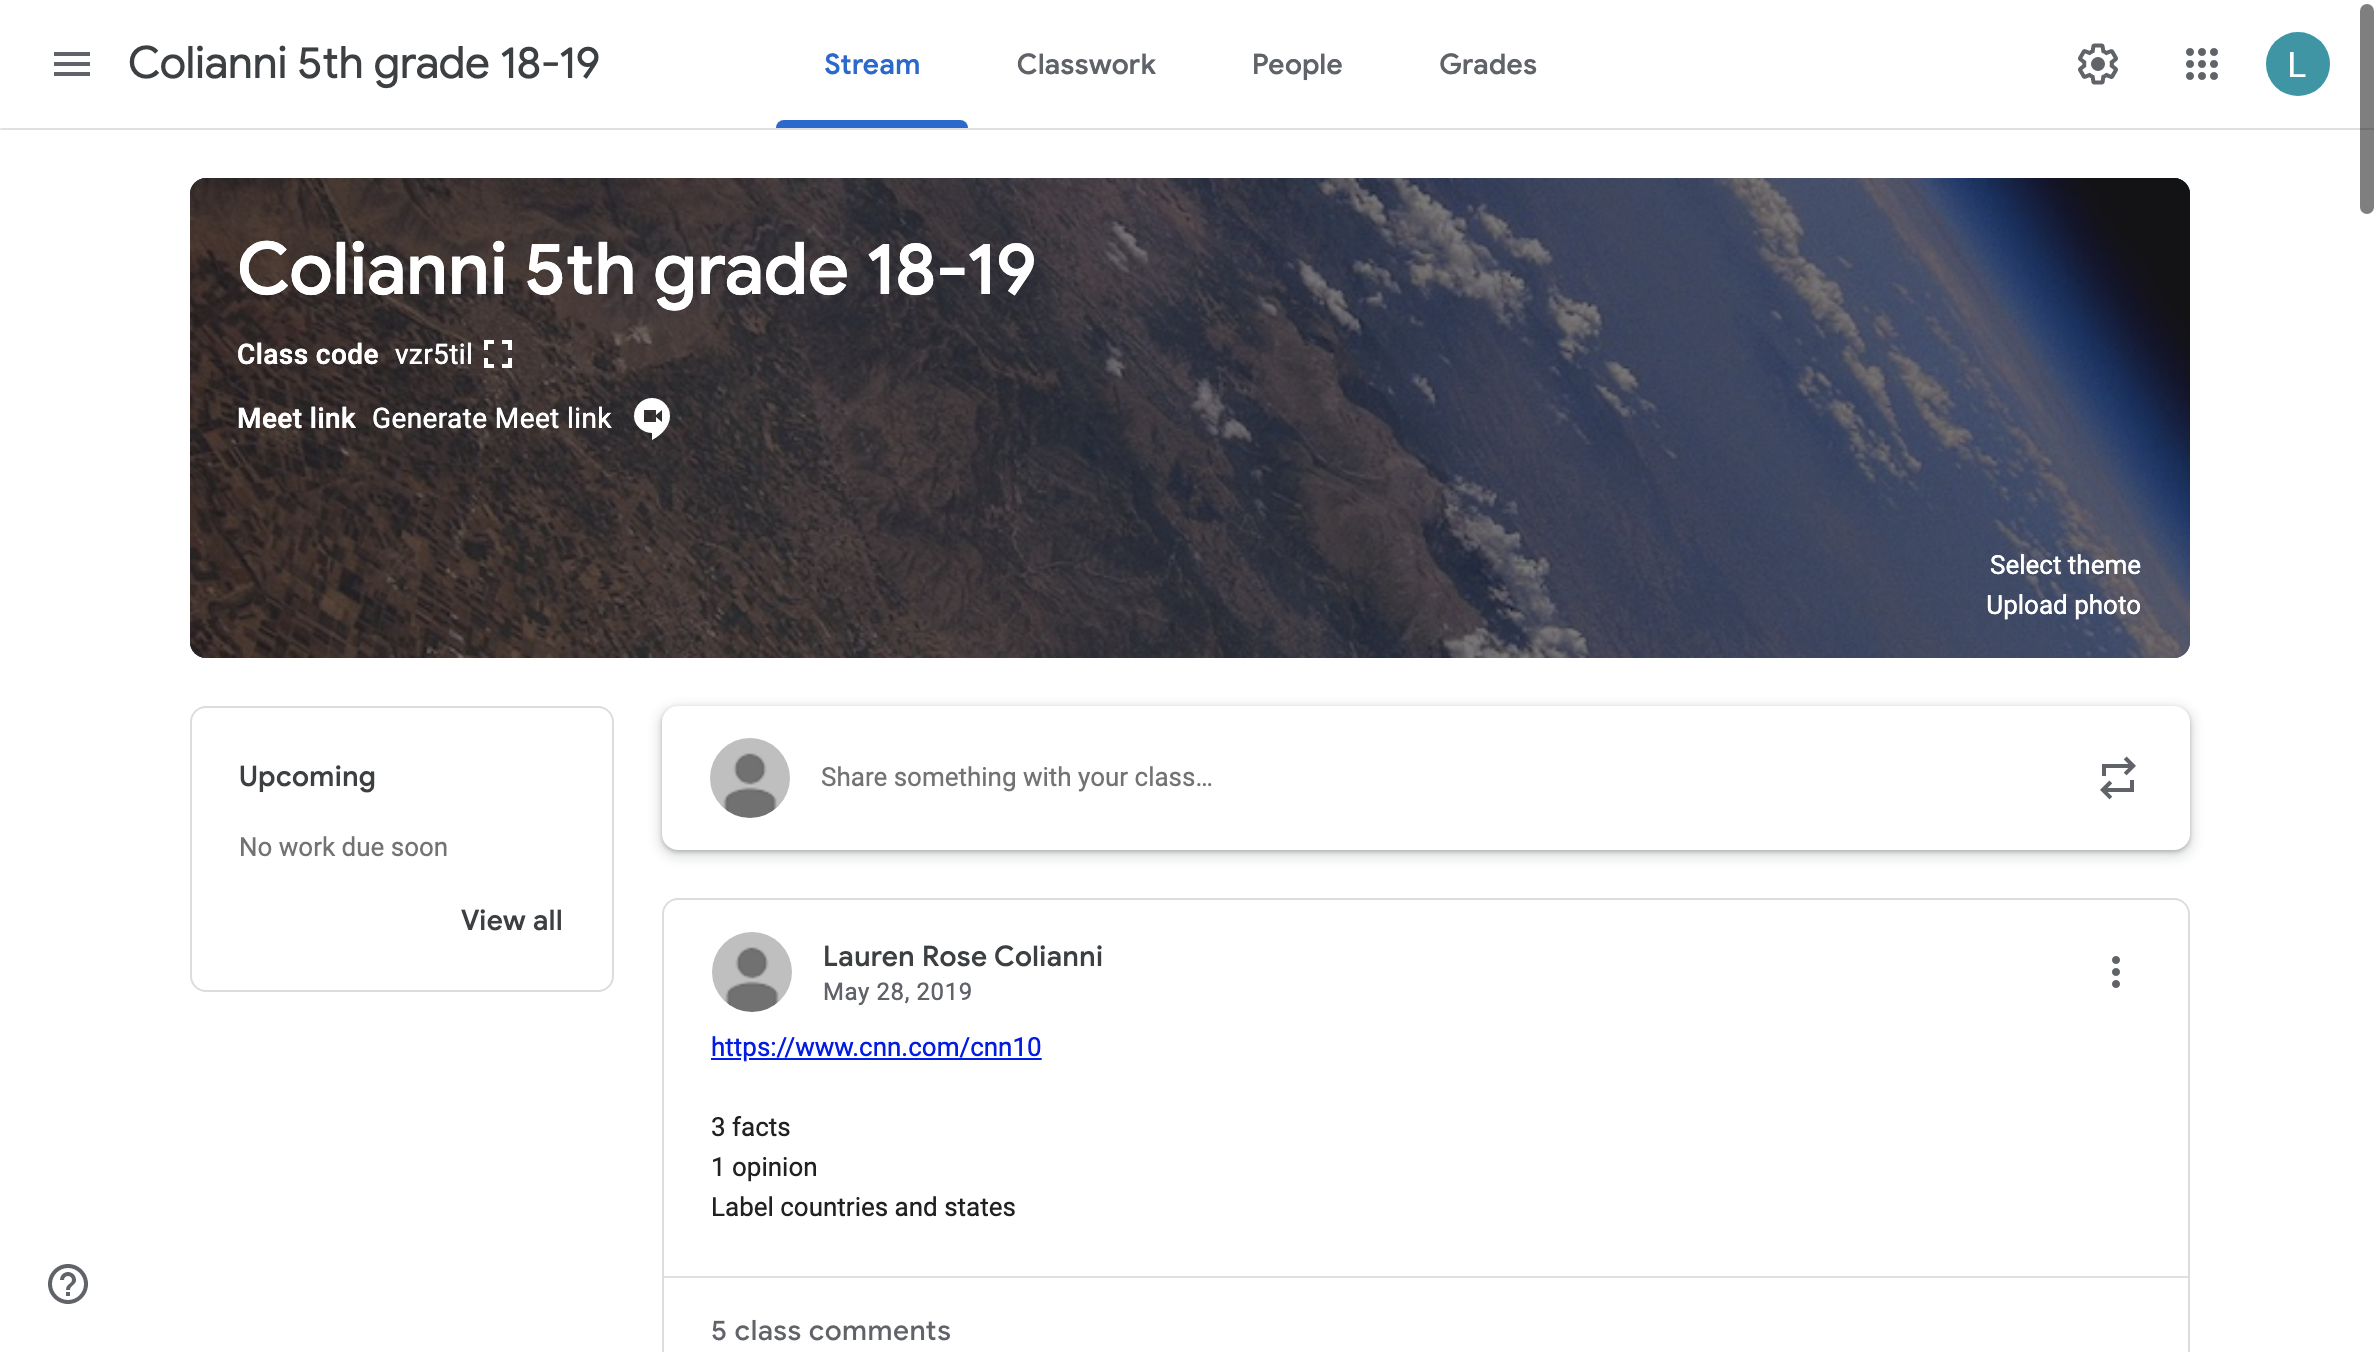 Colianni 5th grade 18-19
Stream
Classwork
People
Grades
L
Colianni 5th grade 18-19
Class code vzr5til
Meet link Generate Meet link
Select theme
Upload photo
Upcoming
No work due soon
View all
Share something with your class...
Lauren Rose Colianni
May 28, 2019
https://www.cnn.com/cnn10
3 facts
1 opinion
Label countries and states
5 class comments